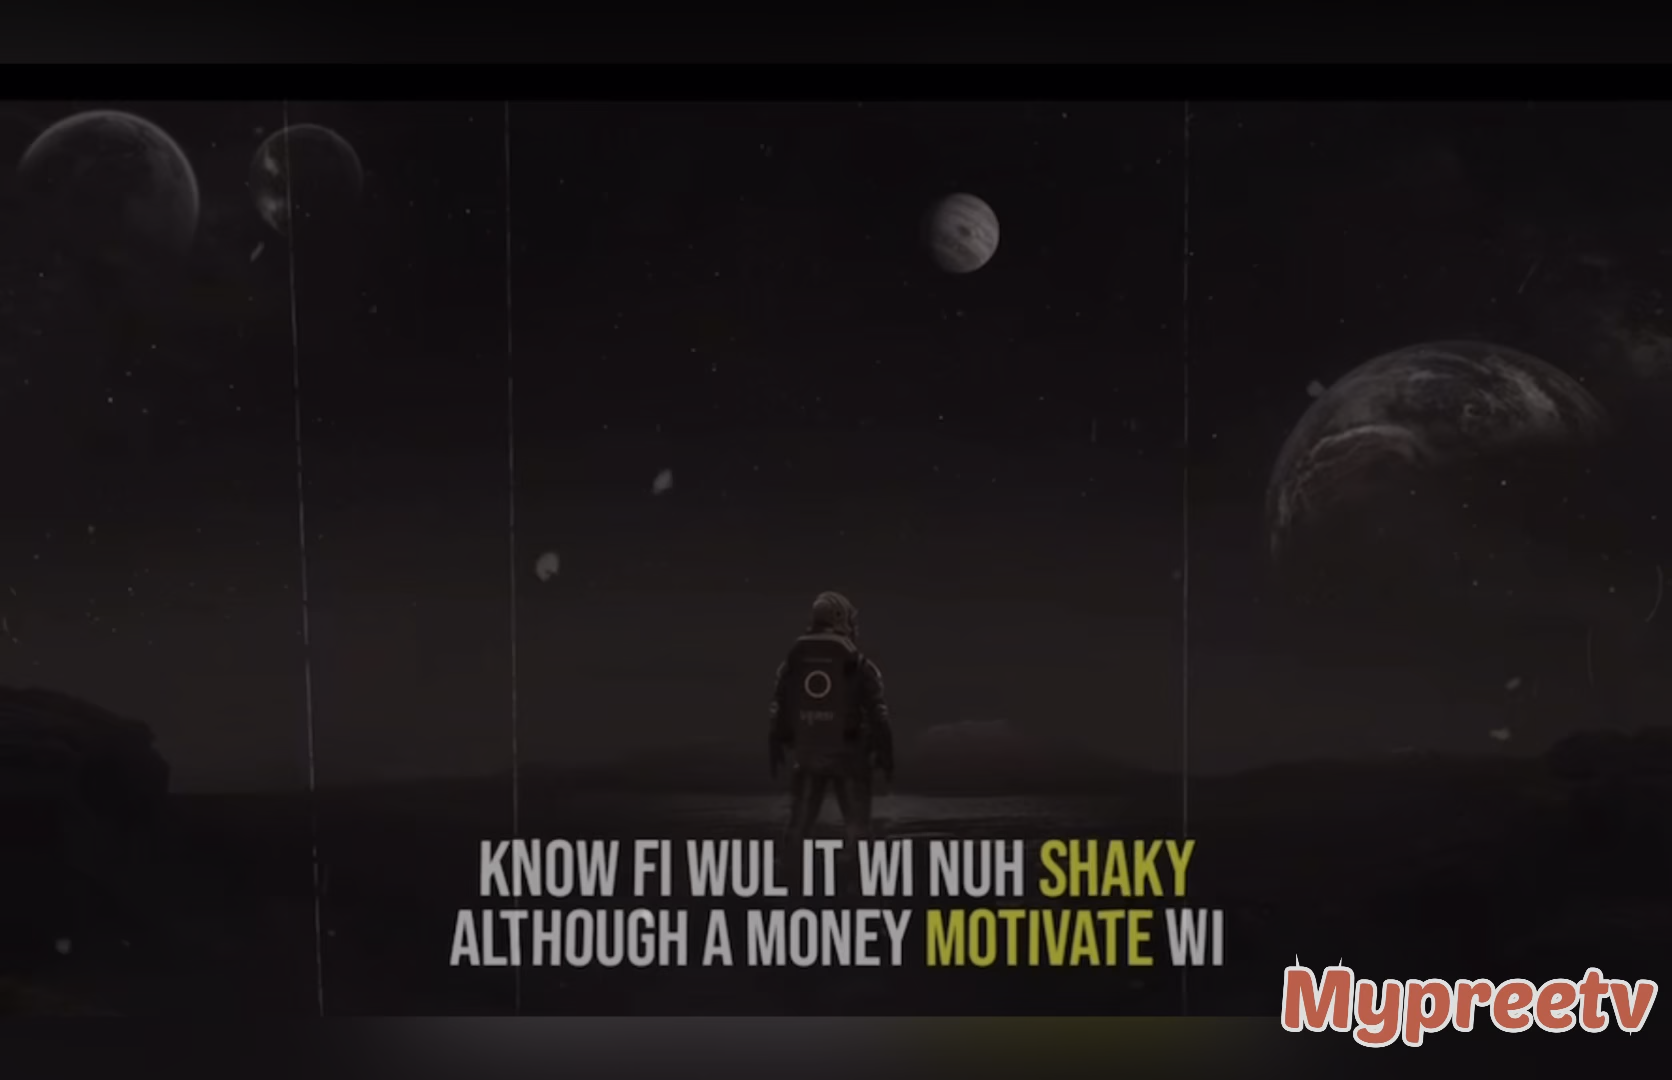 KNOW FI WUL IT WI NUH SHAKY
ALTHOUGH A MONEY MOTIVATE WI
Mypreetv